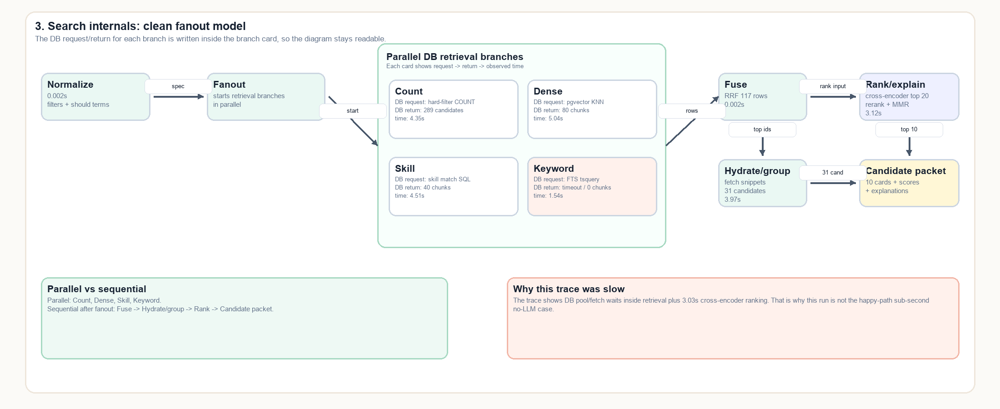 3. Search internals: clean fanout model
The DB request/return for each branch is written inside the branch card, so the diagram stays readable.
Normalize
0.002s
filters + should terms
spec
Fanout
starts retrieval branches
in parallel
start
Parallel DB retrieval branches
Each card shows request -> return -> observed time
Count
DB request: hard-filter COUNT
DB return: 289 candidates
time: 4.35s
Dense
DB request: pgvector KNN
DB return: 80 chunks
time: 5.04s
Skill
DB request: skill match SQL
DB return: 40 chunks
time: 4.51s
Keyword
DB request: FTS tsquery
DB return: timeout / 0 chunks
time: 1.54s
rows
Fuse
RRF 117 rows
0.002s
rank input
Rank/explain
cross-encoder top 20
rerank + MMR
3.12s
top ids
top 10
Hydrate/group
fetch snippets
31 candidates
3.97s
31 cand
Candidate packet
10 cards + scores
+ explanations
Parallel vs sequential
Parallel: Count, Dense, Skill, Keyword.
Sequential after fanout: Fuse -> Hydrate/group -> Rank -> Candidate packet.
Why this trace was slow
The trace shows DB pool/fetch waits inside retrieval plus 3.03s cross-encoder ranking. That is why this run is not the happy-path sub-second
no-LLM case.